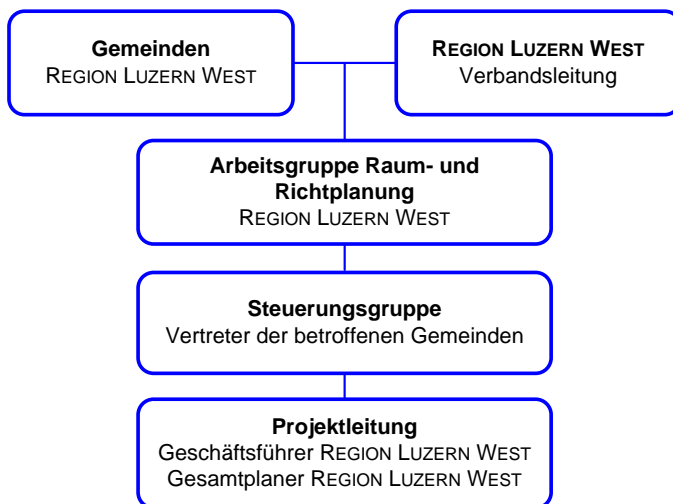 Gemeinden
REGION LUZERN WEST
REGION LUZERN WEST
Verbandsleitung
Arbeitsgruppe Raum- und
Richtplanung
REGION LUZERN WEST
Steuerungsgruppe
Vertreter der betroffenen Gemeinden
Projektleitung
Geschäftsführer REGION LUZERN WEST
Gesamtplaner REGION LUZERN WEST